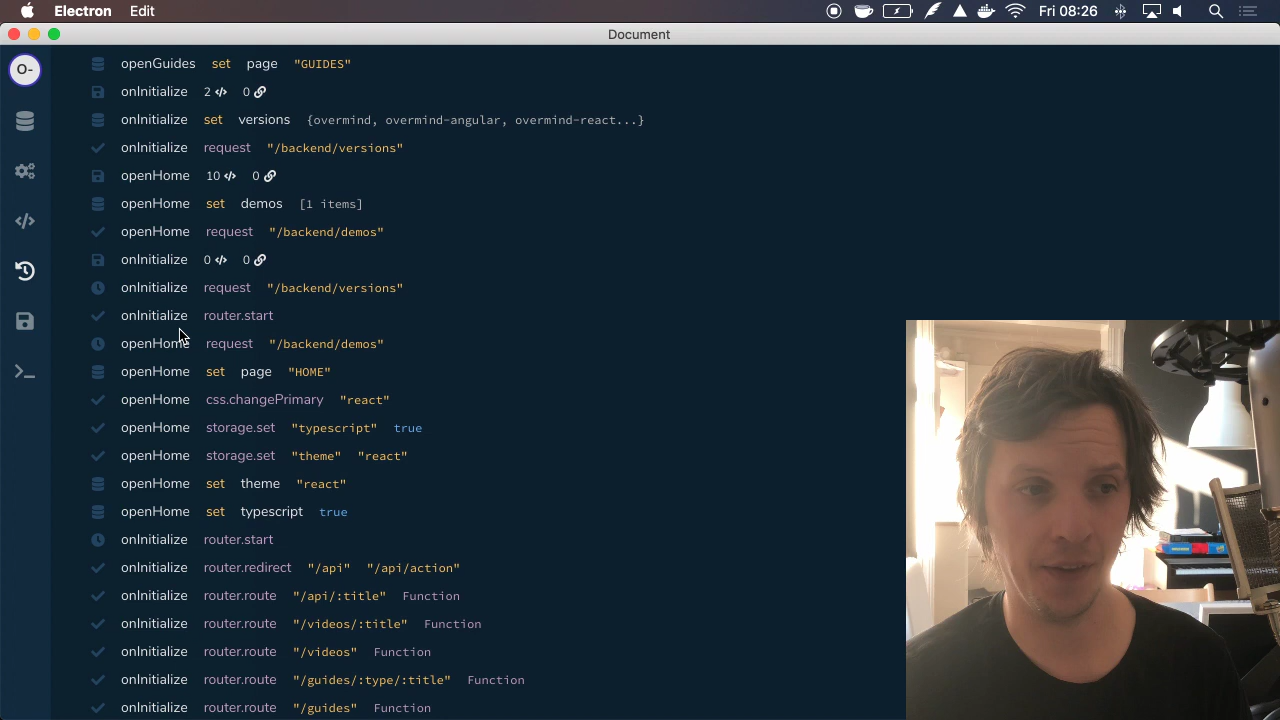 Electron Edit Fri 08:26
Document
O-
openGuides set page "GUIDES"
onInitialize 2 </> 0
onInitialize set versions {overmind, overmind-angular, overmind-react...}
onInitialize request "/backend/versions"
openHome 10 </> 0
openHome set demos [1 items]
openHome request "/backend/demos"
onInitialize 0 </> 0
onInitialize request "/backend/versions"
onInitialize router.start
openHome request "/backend/demos"
openHome set page "HOME"
openHome css.changePrimary "react"
openHome storage.set "typescript" true
openHome storage.set "theme" "react"
openHome set theme "react"
openHome set typescript true
onInitialize router.start
onInitialize router.redirect "/api" "/api/action"
onInitialize router.route "/api/:title" Function
onInitialize router.route "/videos/:title" Function
onInitialize router.route "/videos" Function
onInitialize router.route "/guides/:type/:title" Function
onInitialize router.route "/guides" Function